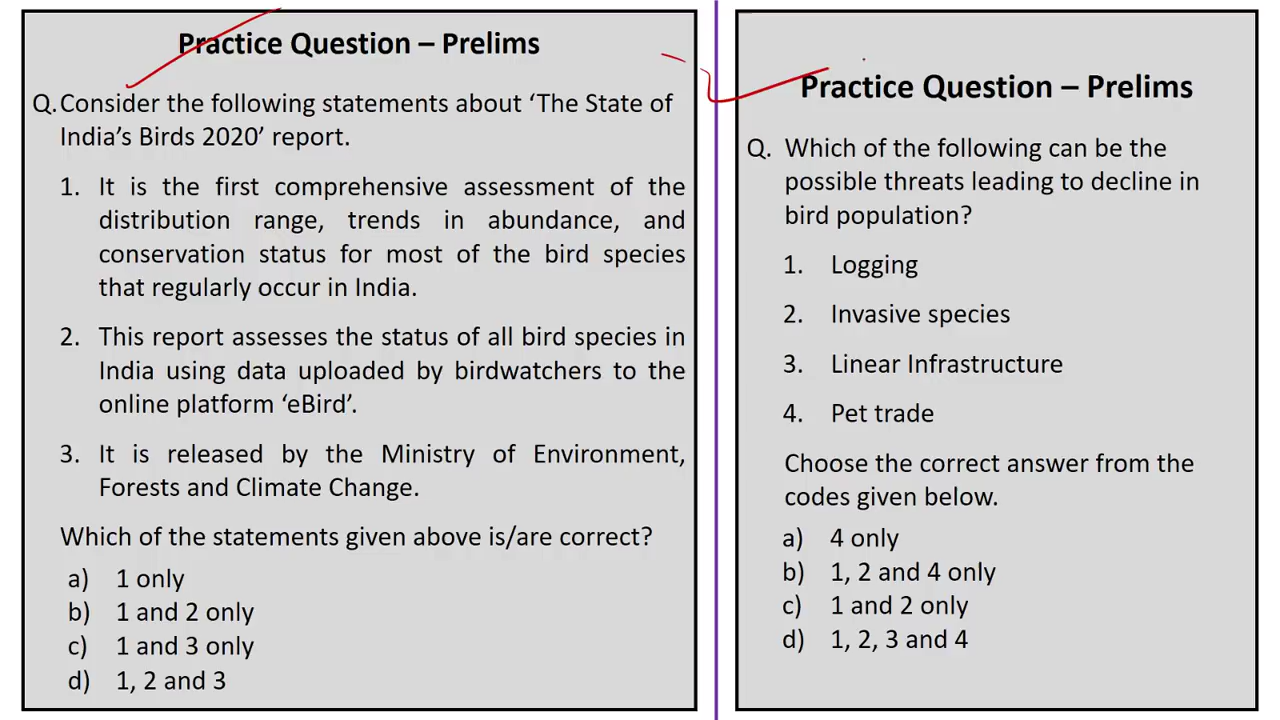 Practice Question – Prelims
Q. Consider the following statements about ‘The State of
India’s Birds 2020’ report.
1. It is the first comprehensive assessment of the
distribution range, trends in abundance, and
conservation status for most of the bird species
that regularly occur in India.
2. This report assesses the status of all bird species in
India using data uploaded by birdwatchers to the
online platform ‘eBird’.
3. It is released by the Ministry of Environment,
Forests and Climate Change.
Which of the statements given above is/are correct?
a) 1 only
b) 1 and 2 only
c) 1 and 3 only
d) 1, 2 and 3
Practice Question – Prelims
Q. Which of the following can be the
possible threats leading to decline in
bird population?
1. Logging
2. Invasive species
3. Linear Infrastructure
4. Pet trade
Choose the correct answer from the
codes given below.
a) 4 only
b) 1, 2 and 4 only
c) 1 and 2 only
d) 1, 2, 3 and 4